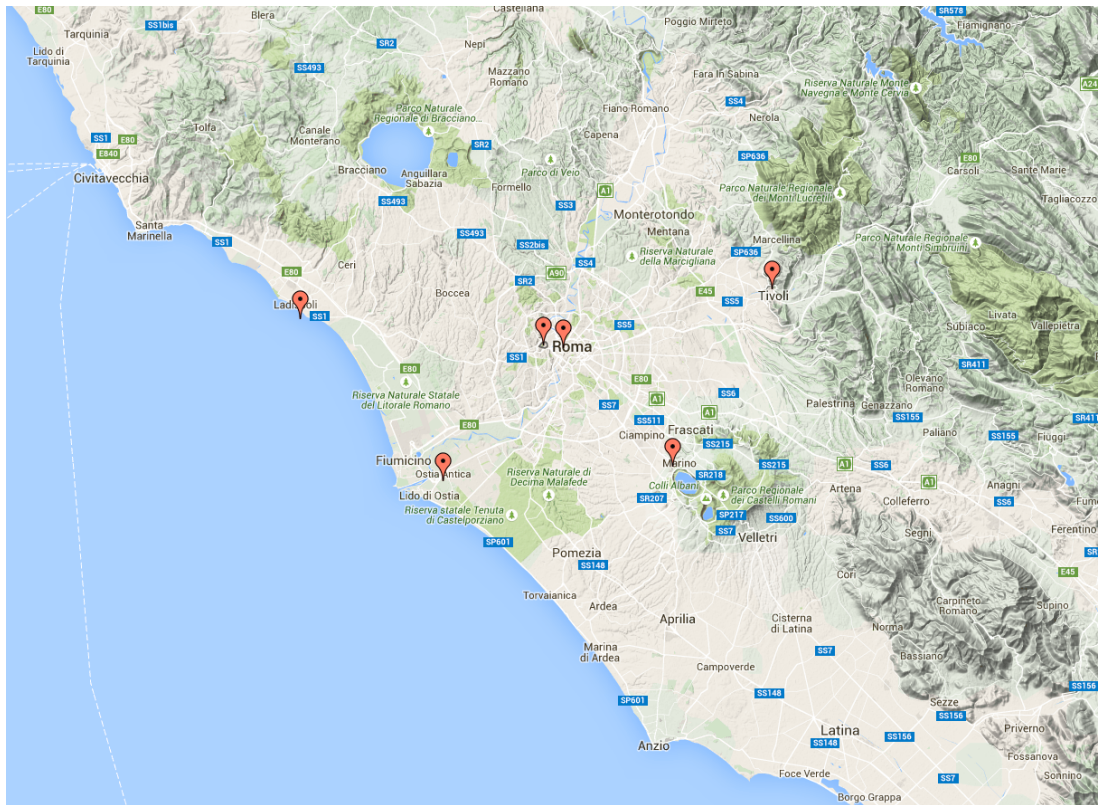 E80
Blera
Castellana
Tarquinia
SS1bis
Poggio Mirteto
SR578
Fiamignano
Lido di
Tarquinia
SR2
Nepi
SS493
Mazzano
Romano
Fara In Sabina
Riserva Naturale Monte
Navegna e Monte Cervia
A24
SS4
Nerola
Fiano Romano
Parco Naturale
Regionale di Bracciano...
Tolfa
Canale
Monterano
Capena
SS1
E80
E840
Civitavecchia
SR2
Bracciano
Anguillara
Sabazia
Formello
Parco di Veio
SP636
E80
Carsoli
Sante Marie
Tagliacozzo
A1
SS493
SS3
Parco Naturale Regionale
dei Monti Lucretili
Monterotondo
Mentana
Santa
Marinella
SS1
SS493
SS2bis
Marcellina
SP636
Parco Naturale Regionale
Monti Simbruini
Riserva Naturale
della Marcigliana
Ceri
E80
A90
SS4
SR2
Boccea
E45
SS5
Tivoli
SS1
SS5
Roma
SS1
Livata
Vallepietra
Subiaco
E80
E80
SR411
Olevano
Romano
Riserva Naturale Statale
del Litorale Romano
A1
SS6
SS7
A1
Palestrina
Genazzano
SS155
SR411
SS511
Frascati
Ciampino
E80
SS215
Paliano
SS155
Fiuggi
Fiumicino
Ostia Antica
Marino
SS215
A1
SS6
SR218
Colli Albani
Riserva Naturale di
Decima Malafede
Lido di Ostia
SR207
Parco Regionale
dei Castelli Romani
Artena
A1
Anagni
Colleferro
SS6
Riserva statale Tenuta
di Castelporziano
SP217
SS600
SS7
Velletri
Segni
Ferentino
SP601
Pomezia
SS148
Cori
E45
Torvaianica
Ardea
Aprilia
Cisterna
di Latina
Carpineto
Romano
Supino
Norma
Marina
di Ardea
SS7
Bassiano
Campoverde
SS148
SS156
SP601
Sezze
SS156
Latina
SS148
SS156
Priverno
Anzio
Fossanova
Foce Verde
SS7
Sonnino
Borgo Grappa